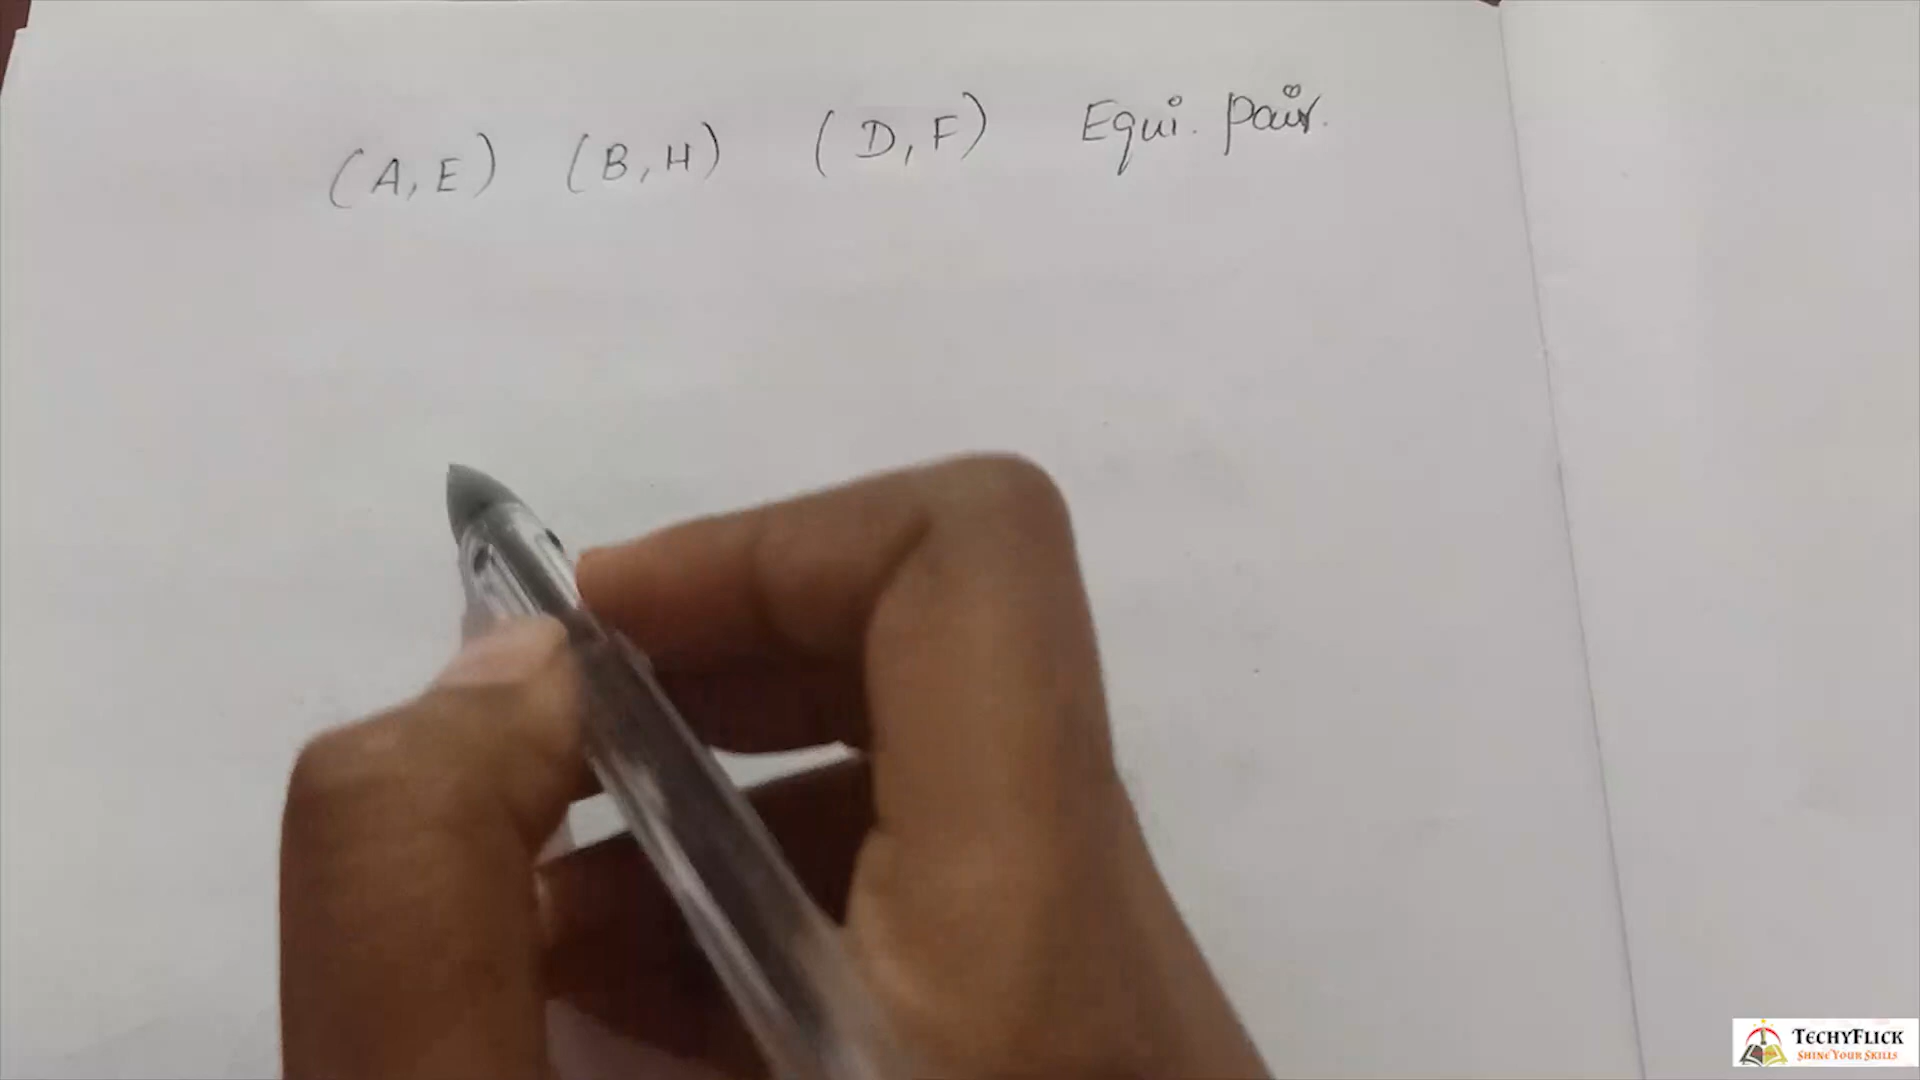 (A, E) (B, H) (D, F) Equi. Pair.
TECHYFLICK
SHINE YOUR SKILLS